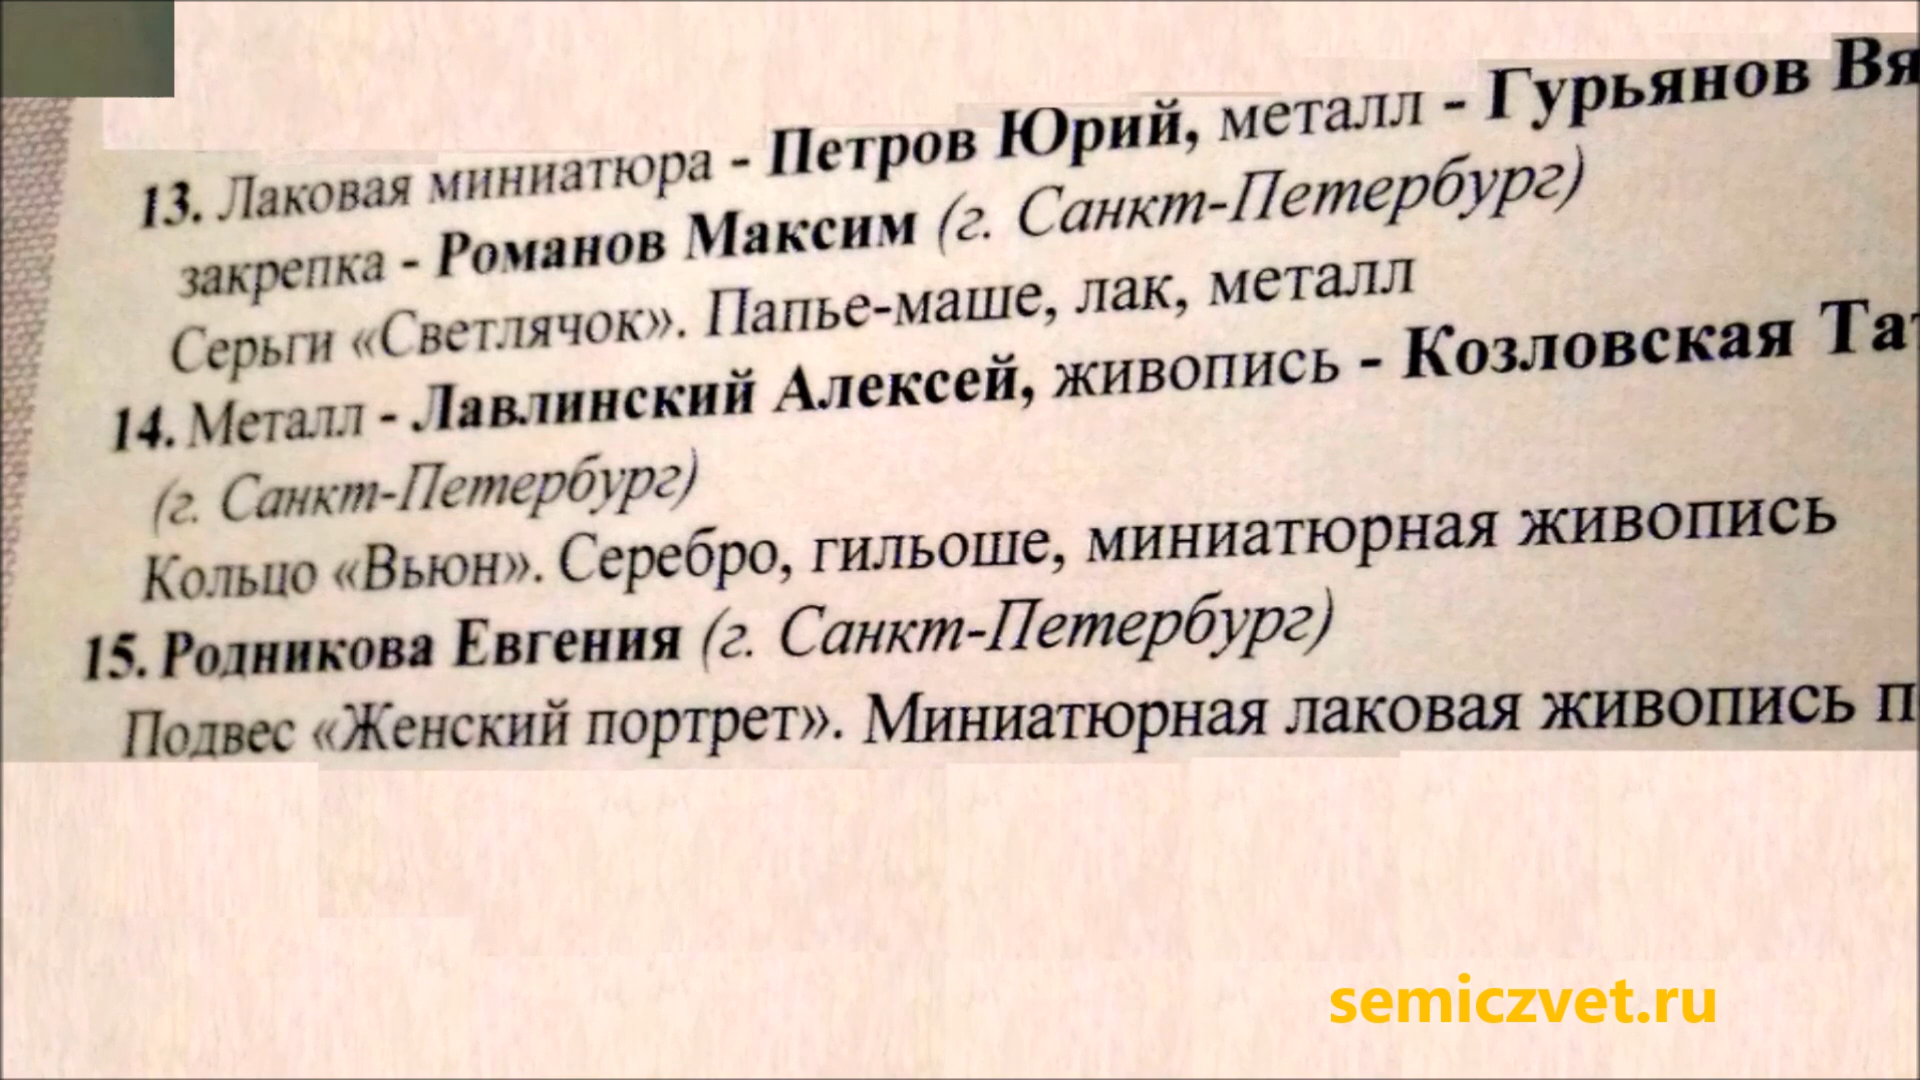 13. Лаковая миниатюра - Петров Юрий, металл - Гурьянов
закрепка - Романов Максим (г. Санкт-Петербург)
Серьги «Светлячок». Папье-маше, лак, металл
14. Металл - Лавлинский Алексей, живопись - Козловская
(г. Санкт-Петербург)
Кольцо «Вьюн». Серебро, гильоше, миниатюрная живопись
15. Родникова Евгения (г. Санкт-Петербург)
Подвес «Женский портрет». Миниатюрная лаковая живопись
semiczvet.ru